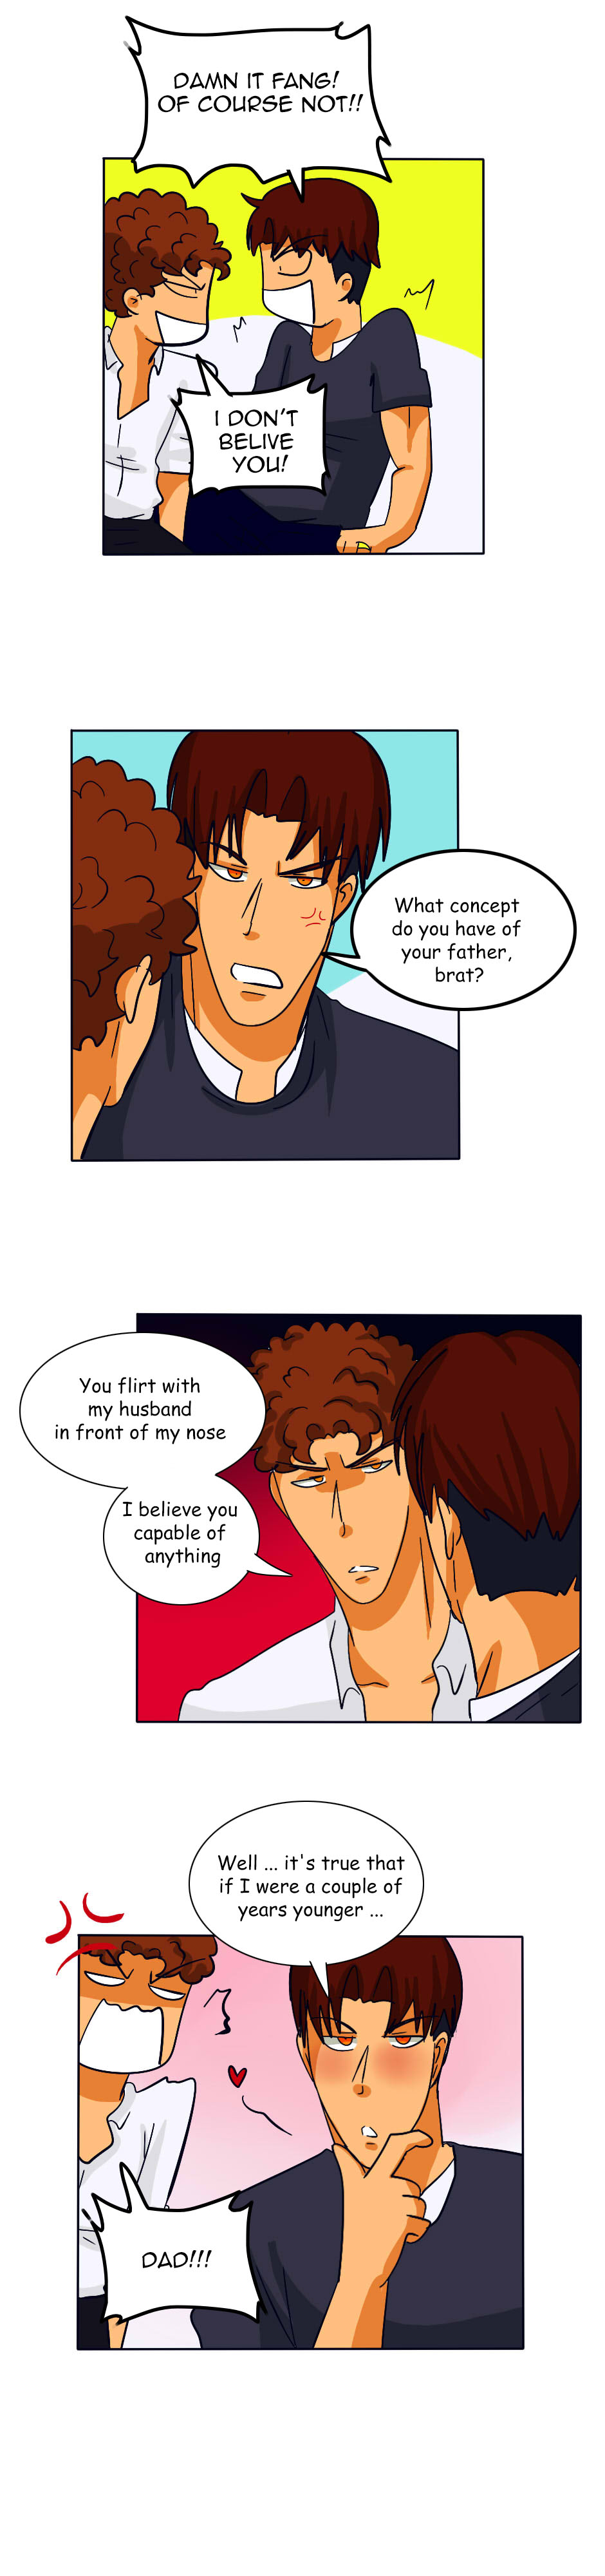 DAMN IT FANG!
OF COURSE NOT!!
I DON'T
BELIVE
YOU!
What concept
do you have of
your father,
brat?
You flirt with
my husband
in front of my nose
I believe you
capable of
anything
Well ... it's true that
if I were a couple of
years younger ...
DAD!!!